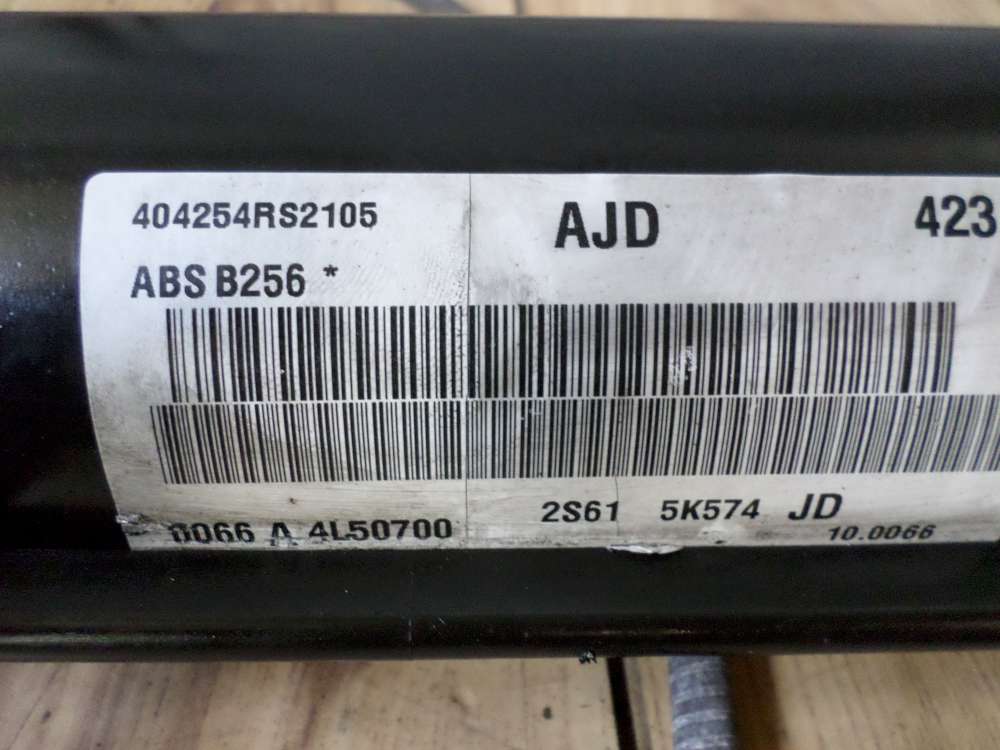 404254RS2105 AJD 423
ABS B256 *
2S61 5K574 JD
0066 A 4L50700 10.0066